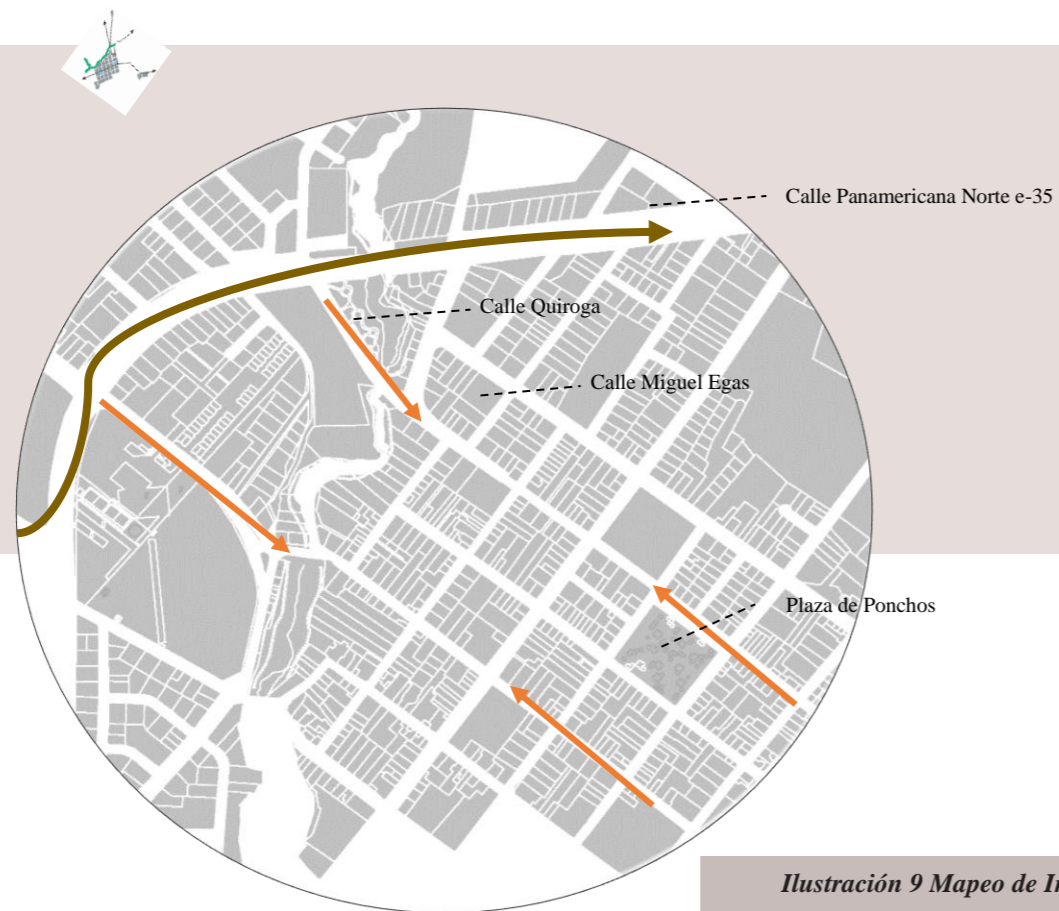 Calle Panamericana Norte e-35
Calle Quiroga
Calle Miguel Egas
Plaza de Ponchos
Ilustración 9 Mapeo de